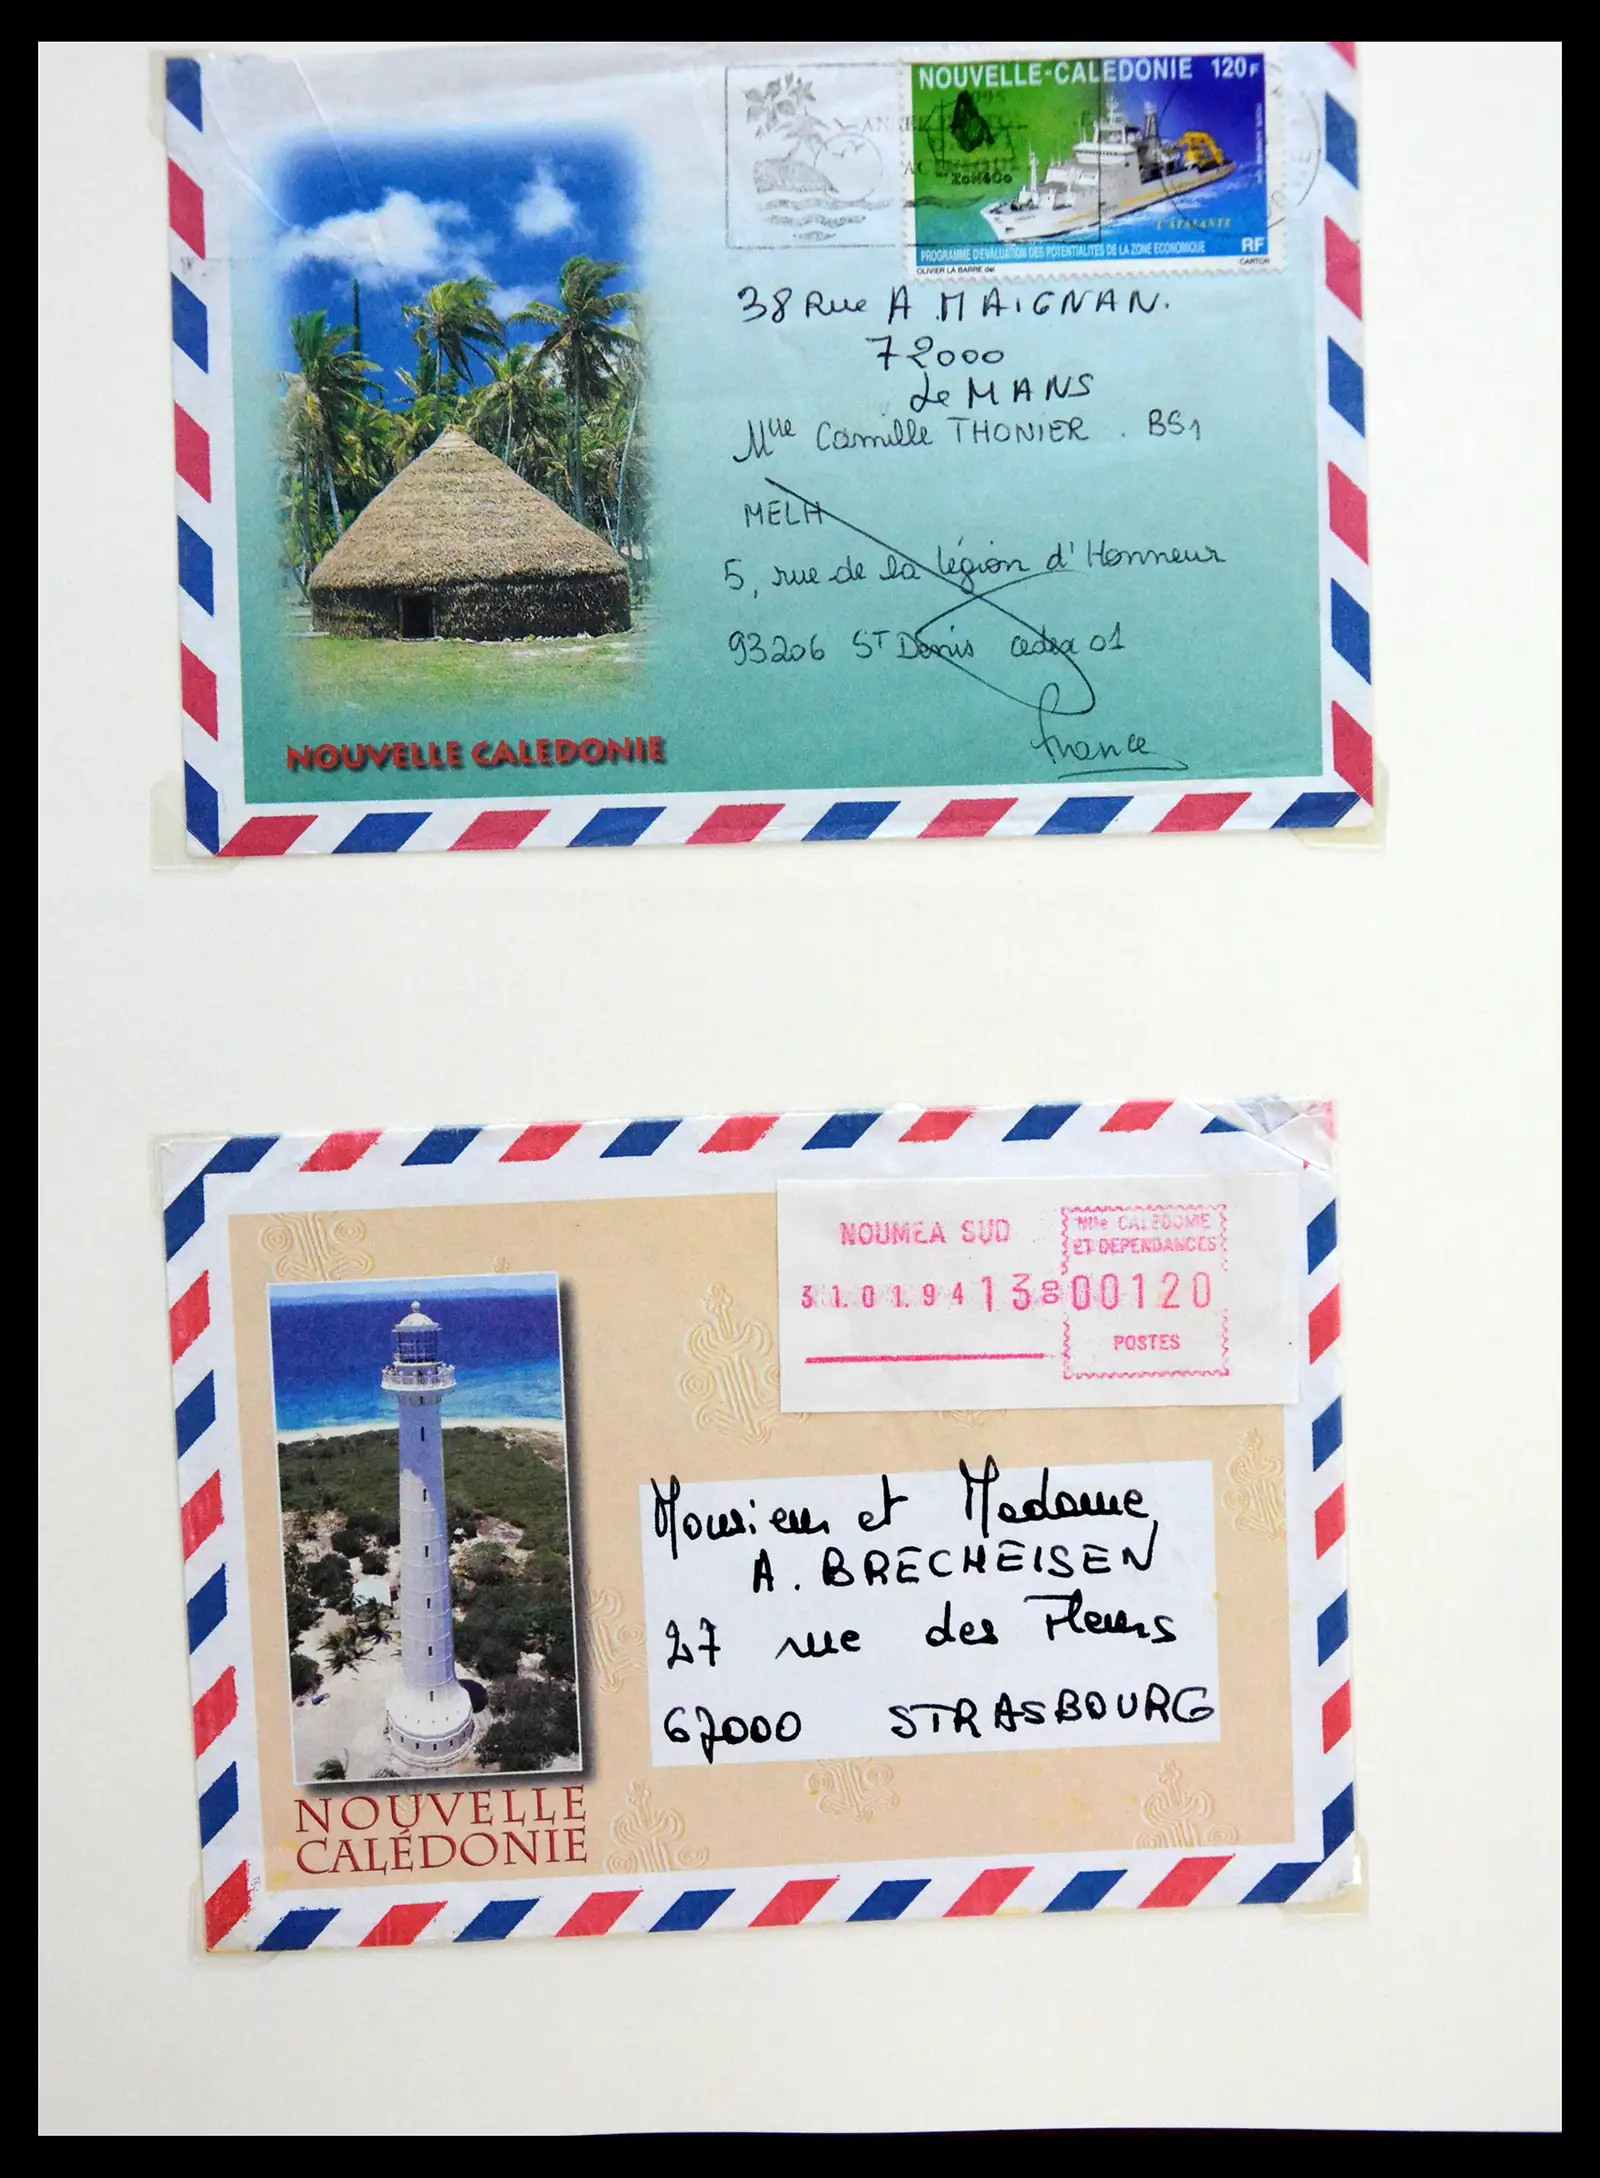 NOUVELLE-CALEDONIE 120F
1995
ZoNéCo
L'ATALANTE
PROGRAMME D'EVALUATION DES POTENTIALITES DE LA ZONE ECONOMIQUE RF
OLIVIER LA BARRE del CARTOR
38 Rue A MAIGNAN.
72000
Le MANS
Mlle Camille THONIER . BS1
MELH
5, rue de la légion d'Honneur
93206 ST Denis cedex 01
France
NOUVELLE CALEDONIE
NOUMEA SUD
Nlle CALEDONIE
ET DEPENDANCES
31.01.94 13 00120
POSTES
Monsieur et Madame
A. BRECHEISEN
27 rue des Fleurs
67000 STRASBOURG
NOUVELLE
CALÉDONIE